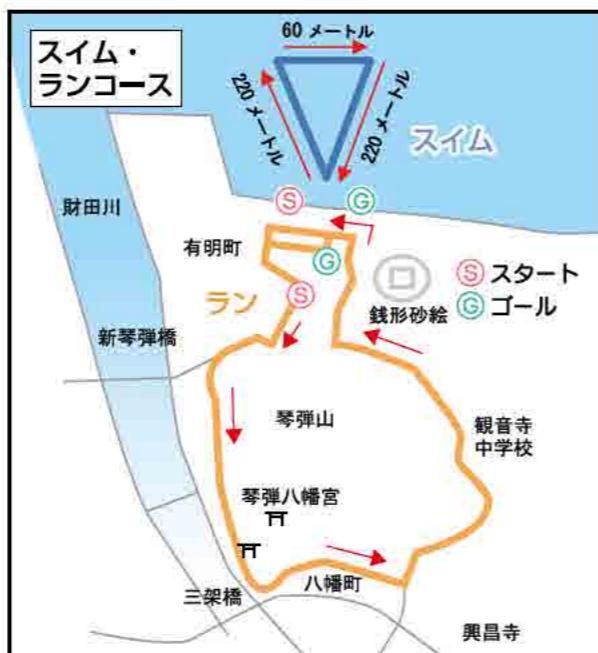 スイム・
ランコース
60 メートル
220 メートル
220 メートル
スイム
財田川
S
G
有明町
G
S スタート
ラン
S
銭形砂絵
G ゴール
新琴弾橋
琴弾山
観音寺
中学校
琴弾八幡宮
三架橋
八幡町
興昌寺